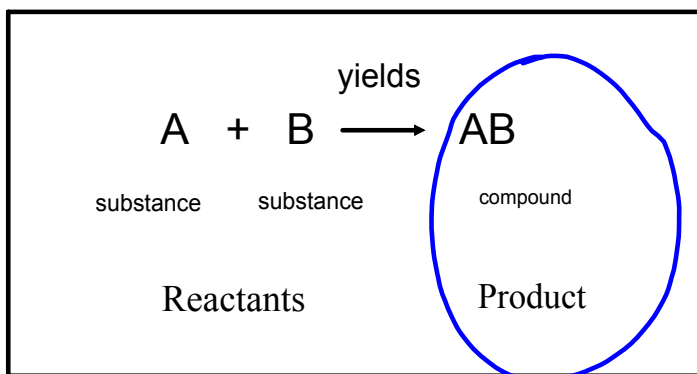 yields
A + B AB
substance substance compound
Reactants Product